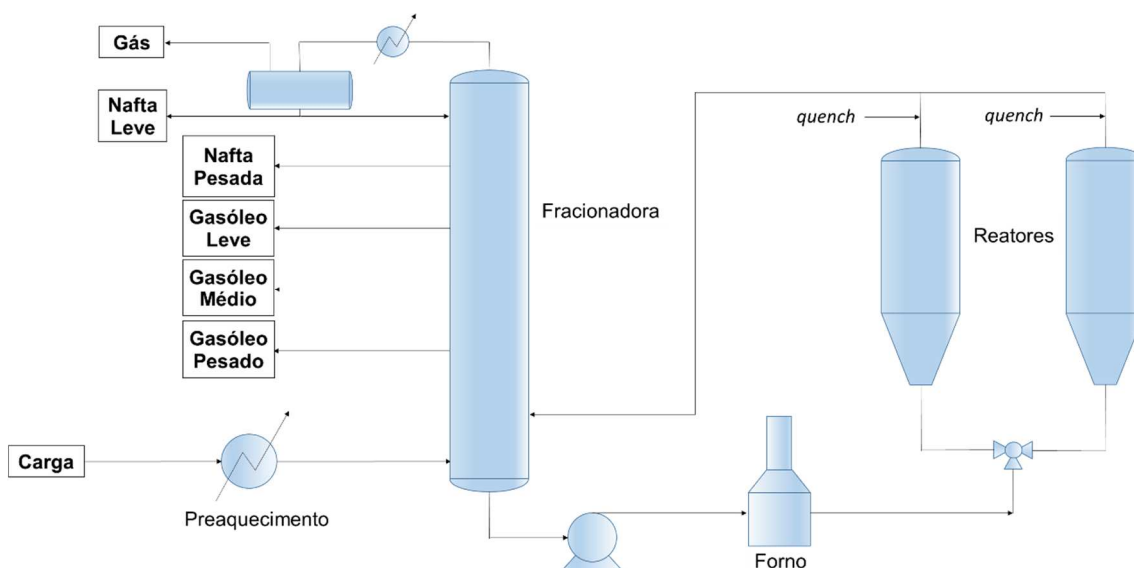 Gás
Nafta
Leve
quench
quench
Nafta
Pesada
Fracionadora
Gasóleo
Leve
Reatores
Gasóleo
Médio
Gasóleo
Pesado
Carga
Preaquecimento
Forno